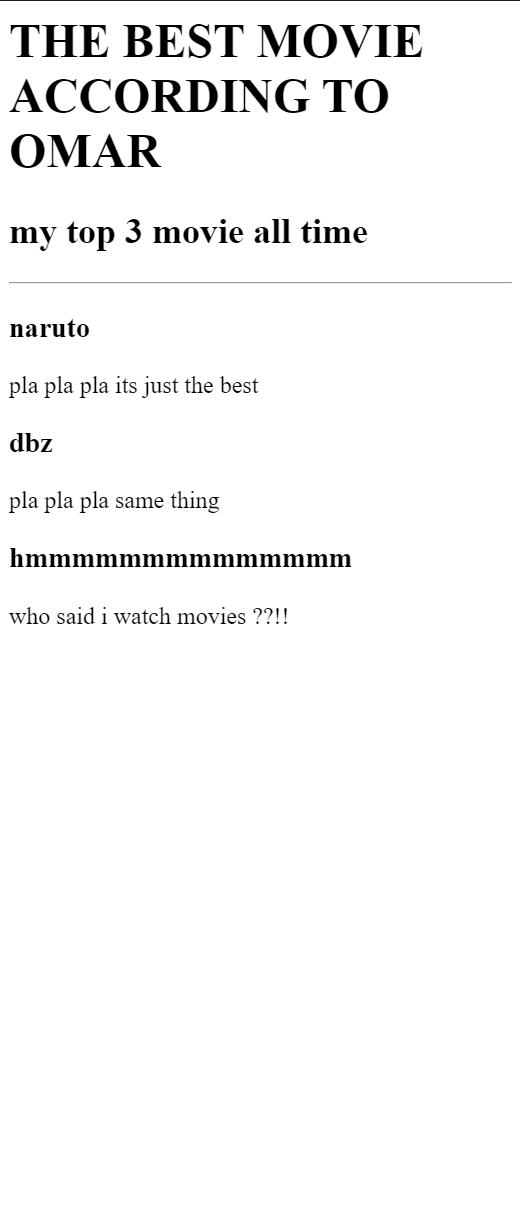 THE BEST MOVIE
ACCORDING TO
OMAR
my top 3 movie all time
naruto
pla pla pla its just the best
dbz
pla pla pla same thing
hmmmmmmmmmmmmmm
who said i watch movies ??!!